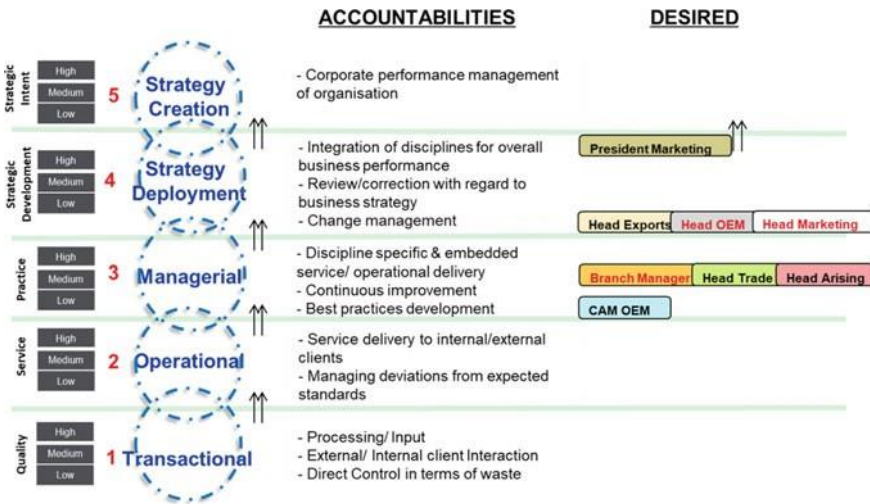 ACCOUNTABILITIES
DESIRED
Strategic
Intent
High
Medium
Low
5
Strategy
Creation
- Corporate performance management
of organisation
Strategic
Development
High
Medium
Low
4
Strategy
Deployment
- Integration of disciplines for overall
business performance
- Review/correction with regard to
business strategy
- Change management
President Marketing
Head Exports
Head OEM
Head Marketing
Practice
High
Medium
Low
3
Managerial
- Discipline specific & embedded
service/ operational delivery
- Continuous improvement
- Best practices development
Branch Manager
Head Trade
Head Arising
CAM OEM
Service
High
Medium
Low
2
Operational
- Service delivery to internal/external
clients
- Managing deviations from expected
standards
Quality
High
Medium
Low
1
Transactional
- Processing/ Input
- External/ Internal client Interaction
- Direct Control in terms of waste